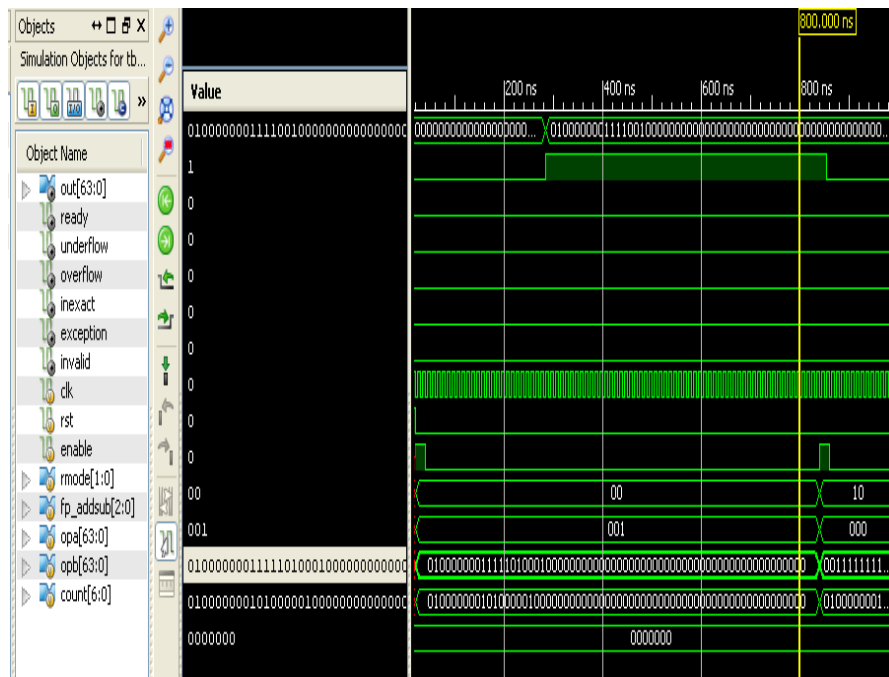 Objects
Simulation Objects for tb...
»
Object Name
out[63:0]
ready
underflow
overflow
inexact
exception
invalid
clk
rst
enable
rmode[1:0]
fp_addsub[2:0]
opa[63:0]
opb[63:0]
count[6:0]
Value
1
0
0
0
0
0
0
0
0
00
001
0000000
800.000 ns
200 ns
400 ns
600 ns
800 ns
00
10
001
000
0011111111...
0100000001...
0000000